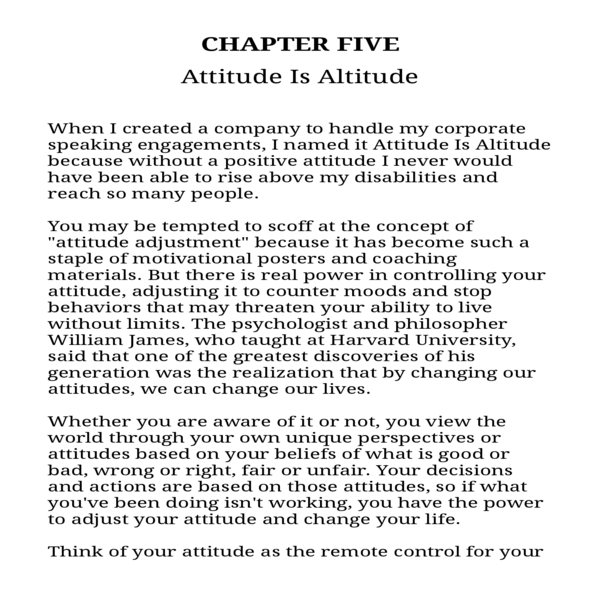 CHAPTER FIVE
Attitude Is Altitude
When I created a company to handle my corporate
speaking engagements, I named it Attitude Is Altitude
because without a positive attitude I never would
have been able to rise above my disabilities and
reach so many people.
You may be tempted to scoff at the concept of
"attitude adjustment" because it has become such a
staple of motivational posters and coaching
materials. But there is real power in controlling your
attitude, adjusting it to counter moods and stop
behaviors that may threaten your ability to live
without limits. The psychologist and philosopher
William James, who taught at Harvard University,
said that one of the greatest discoveries of his
generation was the realization that by changing our
attitudes, we can change our lives.
Whether you are aware of it or not, you view the
world through your own unique perspectives or
attitudes based on your beliefs of what is good or
bad, wrong or right, fair or unfair. Your decisions
and actions are based on those attitudes, so if what
you've been doing isn't working, you have the power
to adjust your attitude and change your life.
Think of your attitude as the remote control for your